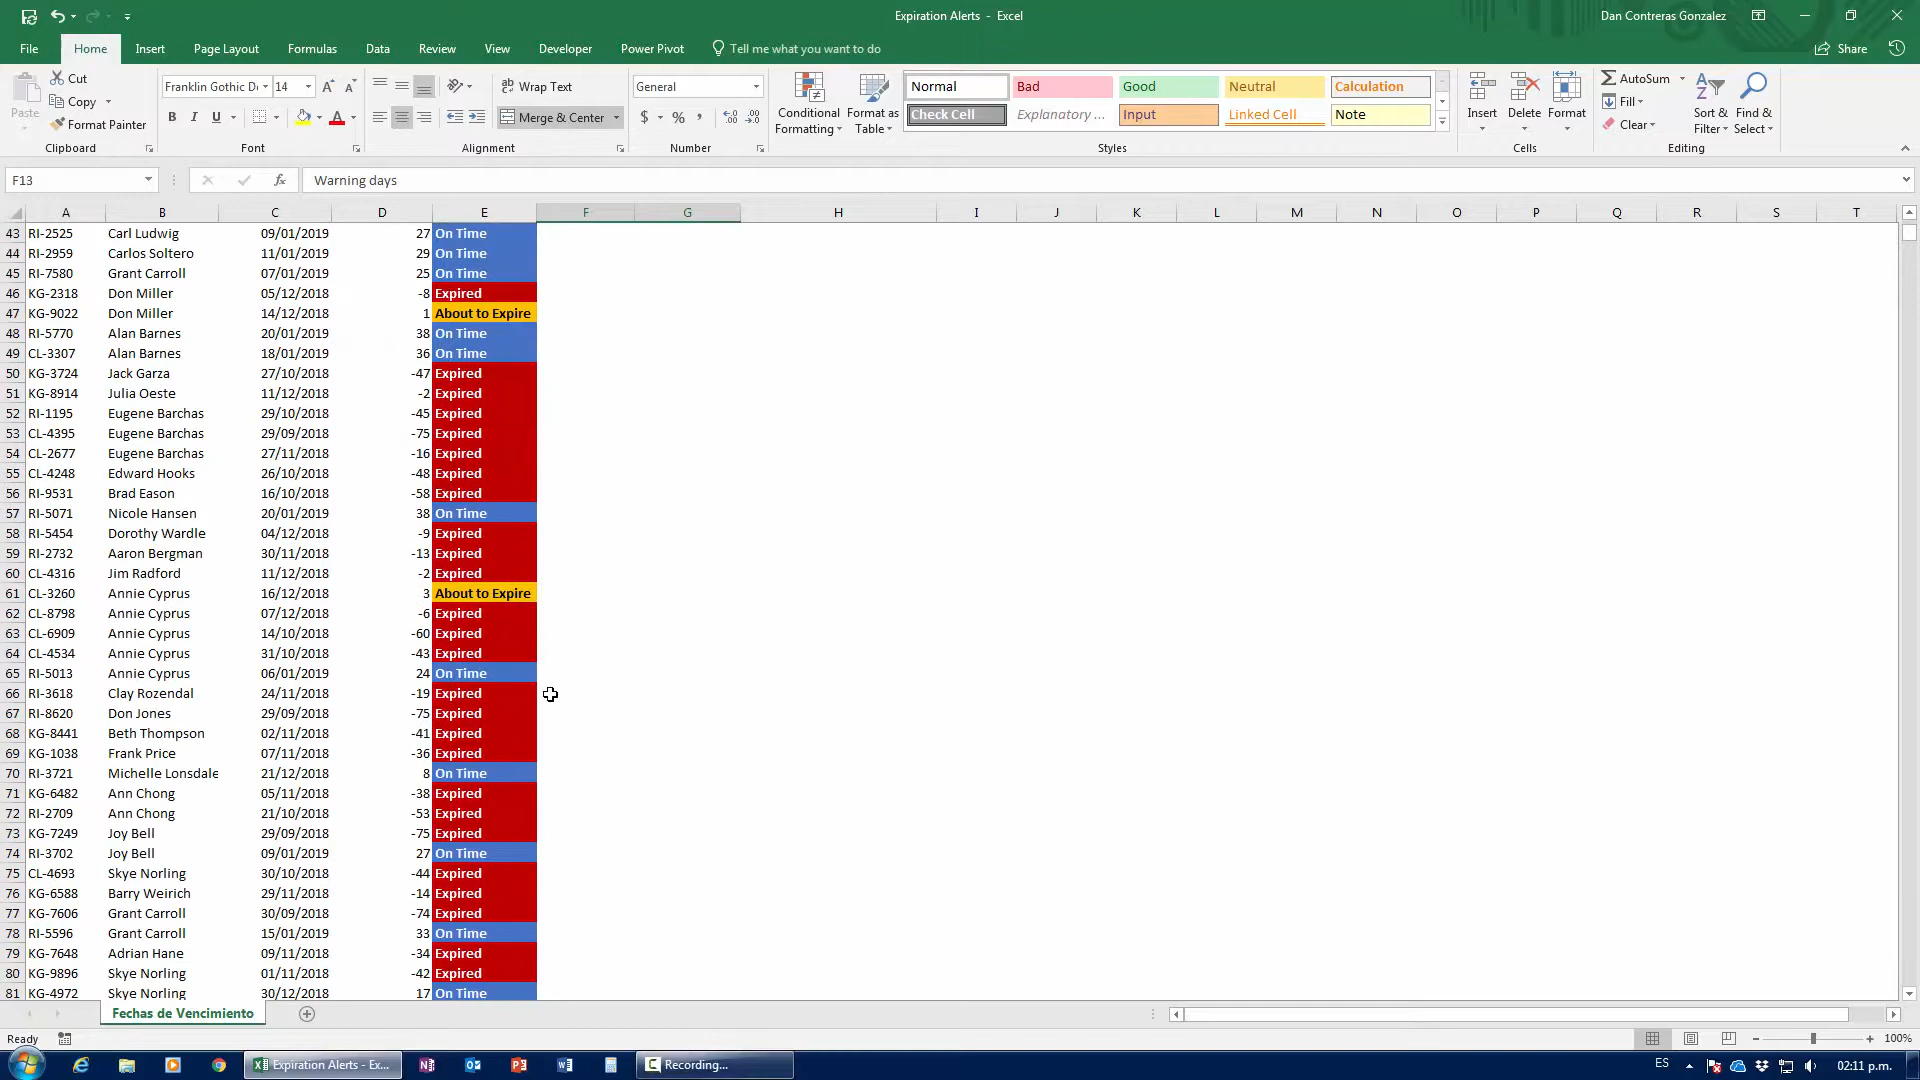 Expiration Alerts - Excel
Dan Contreras Gonzalez
File Home Insert Page Layout Formulas Data Review View Developer Power Pivot Tell me what you want to do Share
Paste
Cut
Copy
Format Painter
Clipboard
Franklin Gothic 14
B I U
Font
Wrap Text
Merge & Center
Alignment
General
$ %
Number
Conditional Formatting
Format as Table
Normal Bad Good Neutral Calculation
Check Cell Explanatory ... Input Linked Cell Note
Styles
Insert Delete Format
Cells
AutoSum
Fill
Clear
Sort & Filter
Find & Select
Editing
F13 fx Warning days
A B C D E F G H I J K L M N O P Q R S T
43 RI-2525 Carl Ludwig 09/01/2019 27 On Time
44 RI-2959 Carlos Soltero 11/01/2019 29 On Time
45 RI-7580 Grant Carroll 07/01/2019 25 On Time
46 KG-2318 Don Miller 05/12/2018 -8 Expired
47 KG-9022 Don Miller 14/12/2018 1 About to Expire
48 RI-5770 Alan Barnes 20/01/2019 38 On Time
49 CL-3307 Alan Barnes 18/01/2019 36 On Time
50 KG-3724 Jack Garza 27/10/2018 -47 Expired
51 KG-8914 Julia Oeste 11/12/2018 -2 Expired
52 RI-1195 Eugene Barchas 29/10/2018 -45 Expired
53 CL-4395 Eugene Barchas 29/09/2018 -75 Expired
54 CL-2677 Eugene Barchas 27/11/2018 -16 Expired
55 CL-4248 Edward Hooks 26/10/2018 -48 Expired
56 RI-9531 Brad Eason 16/10/2018 -58 Expired
57 RI-5071 Nicole Hansen 20/01/2019 38 On Time
58 RI-5454 Dorothy Wardle 04/12/2018 -9 Expired
59 RI-2732 Aaron Bergman 30/11/2018 -13 Expired
60 CL-4316 Jim Radford 11/12/2018 -2 Expired
61 CL-3260 Annie Cyprus 16/12/2018 3 About to Expire
62 CL-8798 Annie Cyprus 07/12/2018 -6 Expired
63 CL-6909 Annie Cyprus 14/10/2018 -60 Expired
64 CL-4534 Annie Cyprus 31/10/2018 -43 Expired
65 RI-5013 Annie Cyprus 06/01/2019 24 On Time
66 RI-3618 Clay Rozendal 24/11/2018 -19 Expired
67 RI-8620 Don Jones 29/09/2018 -75 Expired
68 KG-8441 Beth Thompson 02/11/2018 -41 Expired
69 KG-1038 Frank Price 07/11/2018 -36 Expired
70 RI-3721 Michelle Lonsdale 21/12/2018 8 On Time
71 KG-6482 Ann Chong 05/11/2018 -38 Expired
72 RI-2709 Ann Chong 21/10/2018 -53 Expired
73 KG-7249 Joy Bell 29/09/2018 -75 Expired
74 RI-3702 Joy Bell 09/01/2019 27 On Time
75 CL-4693 Skye Norling 30/10/2018 -44 Expired
76 KG-6588 Barry Weirich 29/11/2018 -14 Expired
77 KG-7606 Grant Carroll 30/09/2018 -74 Expired
78 RI-5596 Grant Carroll 15/01/2019 33 On Time
79 KG-7648 Adrian Hane 09/11/2018 -34 Expired
80 KG-9896 Skye Norling 01/11/2018 -42 Expired
81 KG-4972 Skye Norling 30/12/2018 17 On Time
Fechas de Vencimiento
Ready
100%
Expiration Alerts - Ex...
Recording...
ES
02:11 p.m.